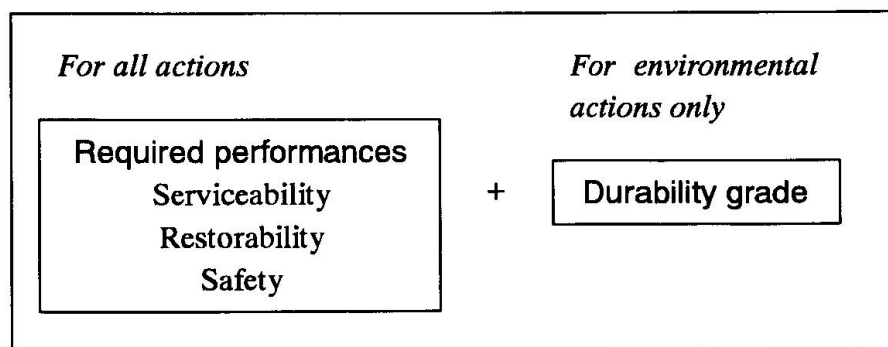 For all actions
Required performances
Serviceability
Restorability
Safety
+
For environmental
actions only
Durability grade